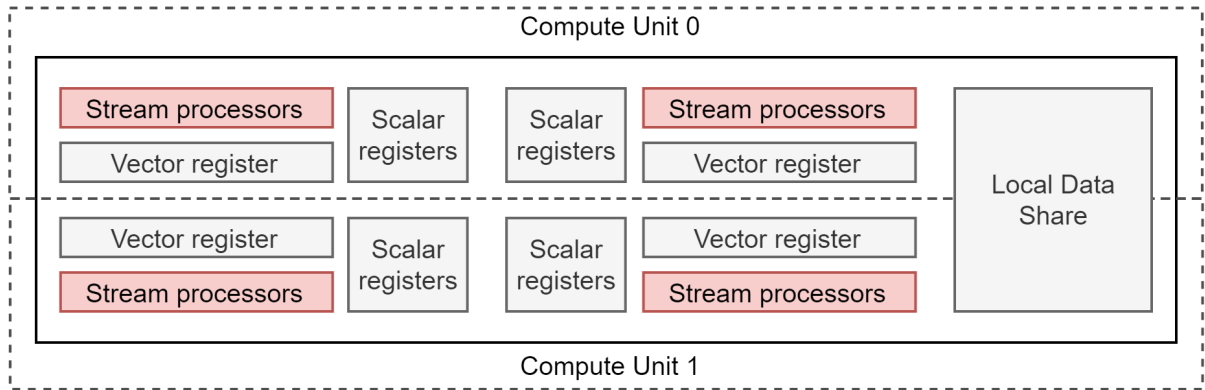 Compute Unit 0
Stream processors
Vector register
Scalar
registers
Scalar
registers
Stream processors
Vector register
Local Data
Share
Vector register
Stream processors
Scalar
registers
Scalar
registers
Vector register
Stream processors
Compute Unit 1